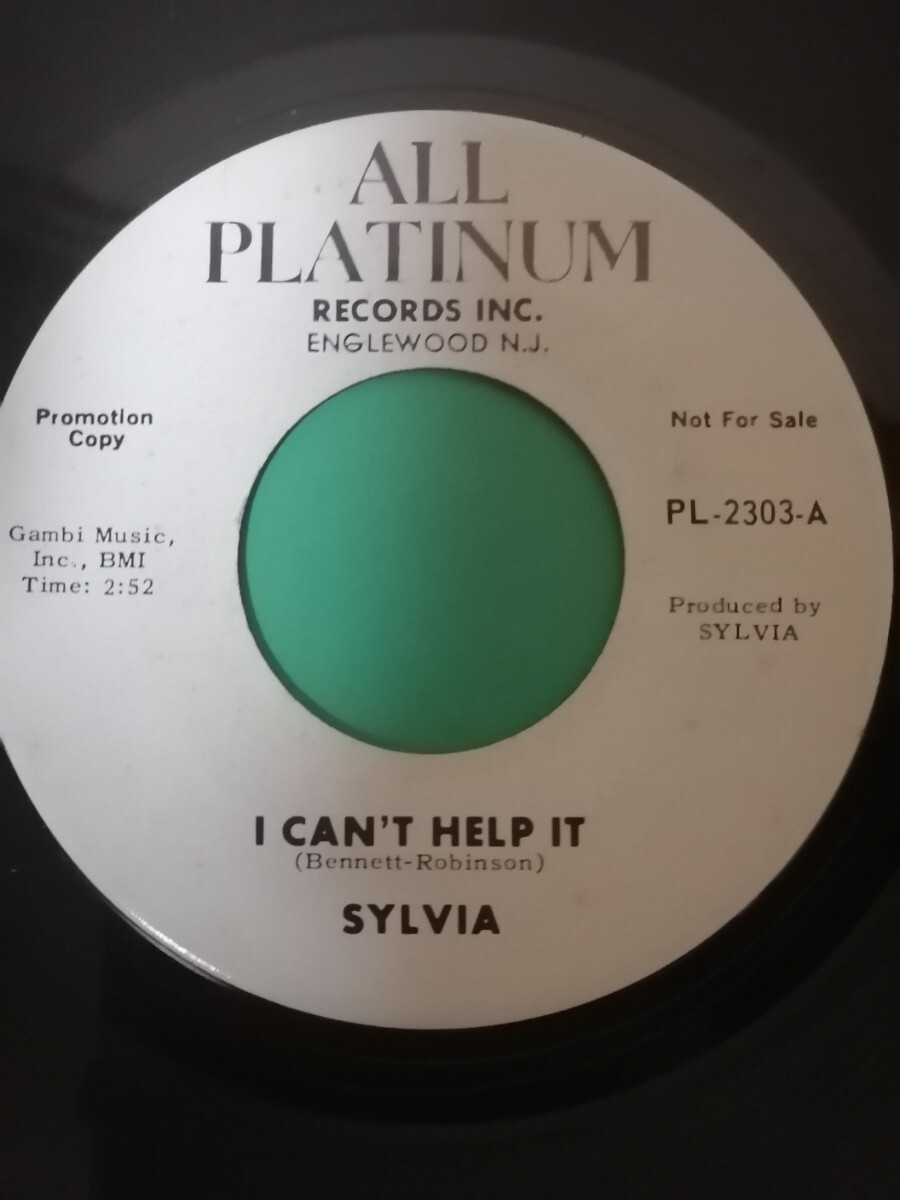 ALL
PLATINUM
RECORDS INC.
ENGLEWOOD N.J.
Promotion
Copy
Not For Sale
PL-2303-A
Gambi Music,
Inc., BMI
Time: 2:52
Produced by
SYLVIA
I CAN'T HELP IT
(Bennett-Robinson)
SYLVIA